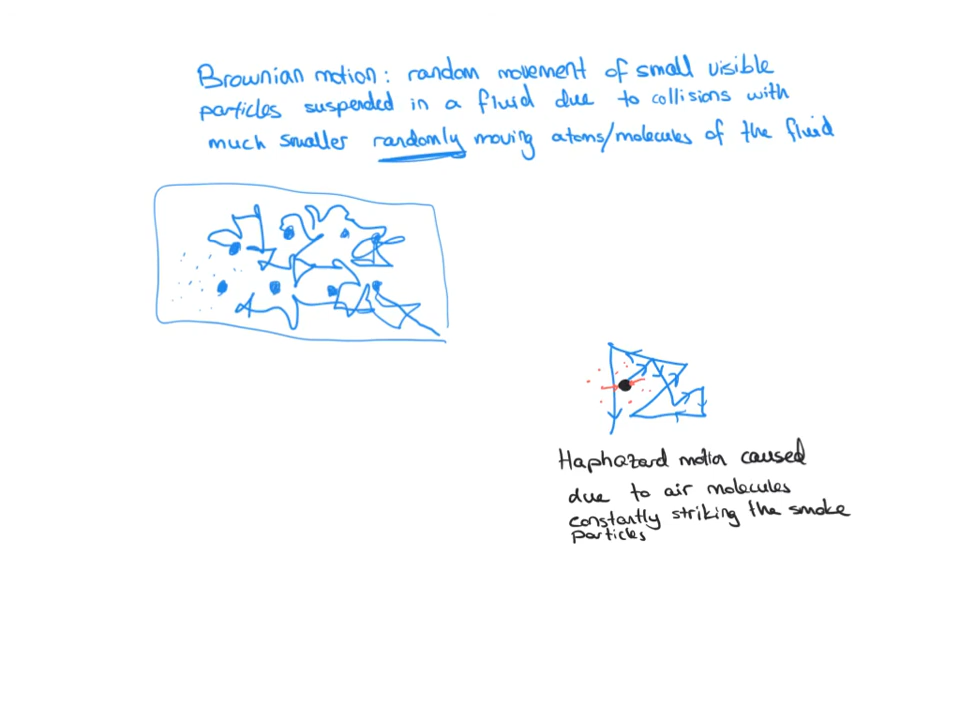 Brownian motion: random movement of small visible
particles suspended in a fluid due to collisions with
much smaller randomly moving atoms/molecules of the fluid
Haphazard motion caused
due to air molecules
constantly striking the smoke
particles